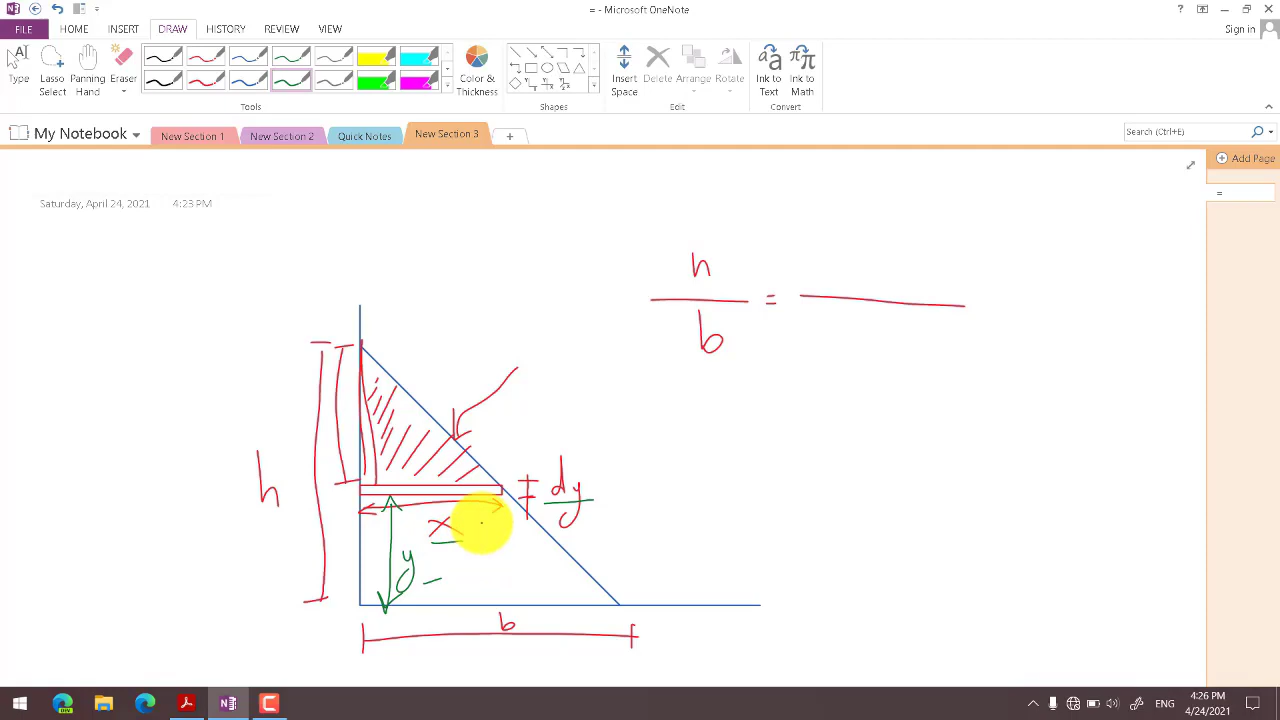 = - Microsoft OneNote
?
FILE HOME INSERT DRAW HISTORY REVIEW VIEW
Sign in
Type Lasso Select Panning Hand Eraser Color & Thickness Insert Space Delete Arrange Rotate Ink to Text Ink to Math
Tools Shapes Edit Convert
My Notebook New Section 1 New Section 2 Quick Notes New Section 3 +
Search (Ctrl+E)
Add Page
=
Saturday, April 24, 2021 4:23 PM
h
=
b
h
dy
x
y
b
ENG
4:26 PM
4/24/2021